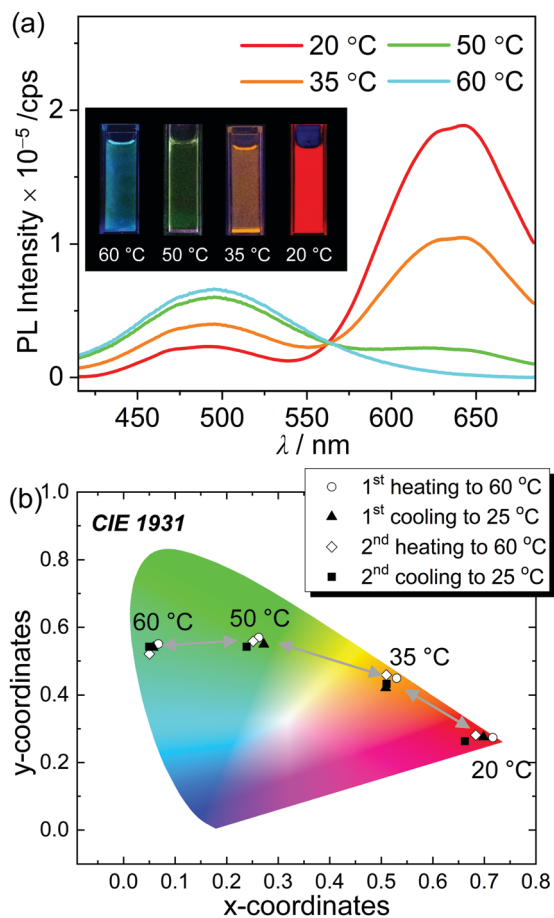 (a)
20 °C
50 °C
35 °C
60 °C
2
1
0
PL Intensity × 10⁻⁵ /cps
60 °C
50 °C
35 °C
20 °C
450
500
550
600
650
λ / nm
(b)
1st heating to 60 °C
1st cooling to 25 °C
2nd heating to 60 °C
2nd cooling to 25 °C
CIE 1931
60 °C
50 °C
35 °C
20 °C
1.0
0.8
0.6
0.4
0.2
0.0
y-coordinates
0.0
0.1
0.2
0.3
0.4
0.5
0.6
0.7
0.8
x-coordinates